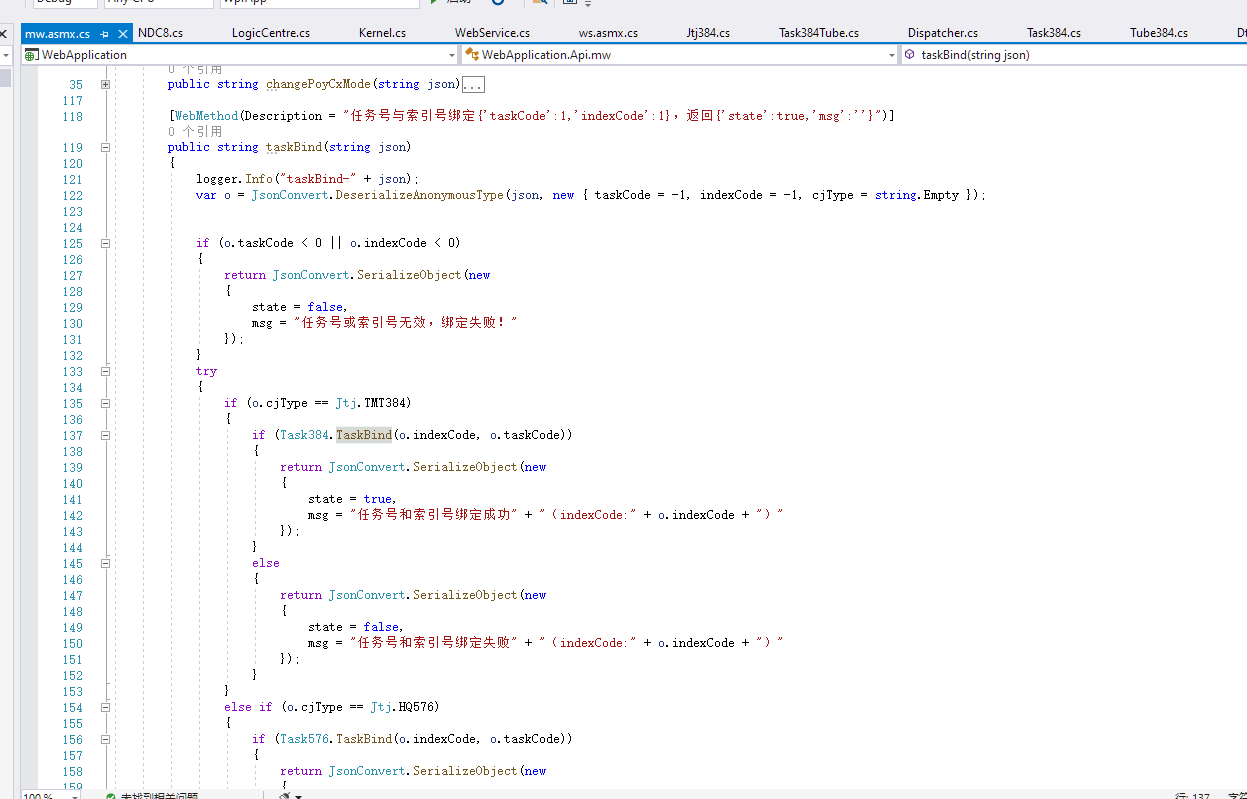 Debug Any CPU WpfApp 启动
mw.asmx.cs NDC8.cs LogicCentre.cs Kernel.cs WebService.cs ws.asmx.cs Jtj384.cs Task384Tube.cs Dispatcher.cs Task384.cs Tube384.cs
WebApplication WebApplication.Api.mw taskBind(string json)
0 个引用
35 public string changePoyCxMode(string json)...
117
118 [WebMethod(Description = "任务号与索引号绑定{'taskCode':1,'indexCode':1}，返回{'state':true,'msg':''}")]
0 个引用
119 public string taskBind(string json)
120 {
121 logger.Info("taskBind-" + json);
122 var o = JsonConvert.DeserializeAnonymousType(json, new { taskCode = -1, indexCode = -1, cjType = string.Empty });
123
124
125 if (o.taskCode < 0 || o.indexCode < 0)
126 {
127 return JsonConvert.SerializeObject(new
128 {
129 state = false,
130 msg = "任务号或索引号无效，绑定失败！"
131 });
132 }
133 try
134 {
135 if (o.cjType == Jtj.TMT384)
136 {
137 if (Task384.TaskBind(o.indexCode, o.taskCode))
138 {
139 return JsonConvert.SerializeObject(new
140 {
141 state = true,
142 msg = "任务号和索引号绑定成功" + "（indexCode:" + o.indexCode + "）"
143 });
144 }
145 else
146 {
147 return JsonConvert.SerializeObject(new
148 {
149 state = false,
150 msg = "任务号和索引号绑定失败" + "（indexCode:" + o.indexCode + "）"
151 });
152 }
153 }
154 else if (o.cjType == Jtj.HQ576)
155 {
156 if (Task576.TaskBind(o.indexCode, o.taskCode))
157 {
158 return JsonConvert.SerializeObject(new
159 {
100 % 未找到相关问题 行: 137